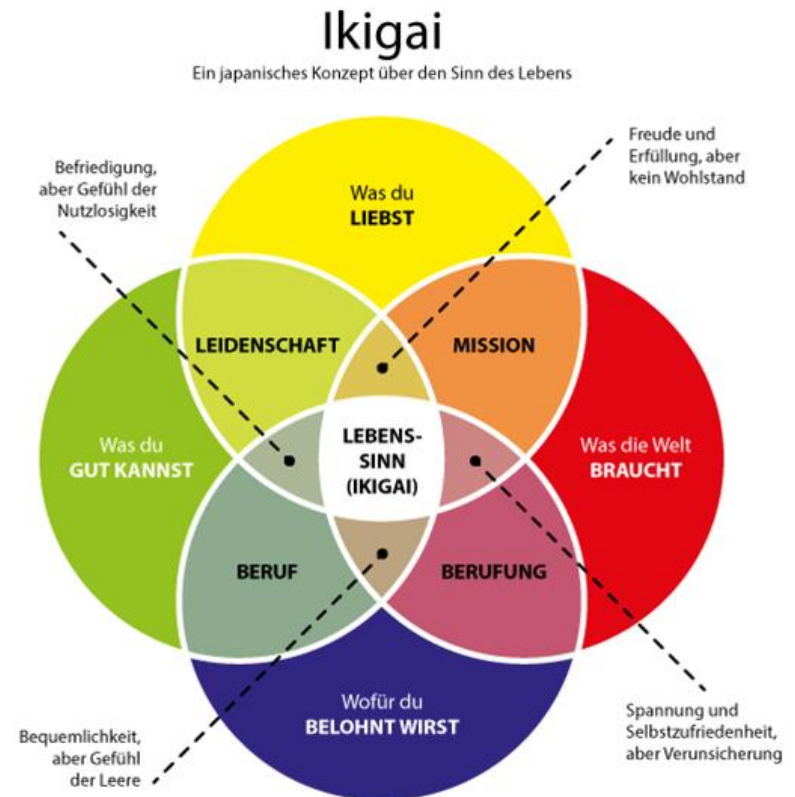 Ikigai
Ein japanisches Konzept über den Sinn des Lebens
Befriedigung,
aber Gefühl der
Nutzlosigkeit
Freude und
Erfüllung, aber
kein Wohlstand
Was du
LIEBST
LEIDENSCHAFT
MISSION
Was du
GUT KANNST
LEBENS-
SINN
(IKIGAI)
Was die Welt
BRAUCHT
BERUF
BERUFUNG
Wofür du
BELOHNT WIRST
Bequemlichkeit,
aber Gefühl
der Leere
Spannung und
Selbstzufriedenheit,
aber Verunsicherung